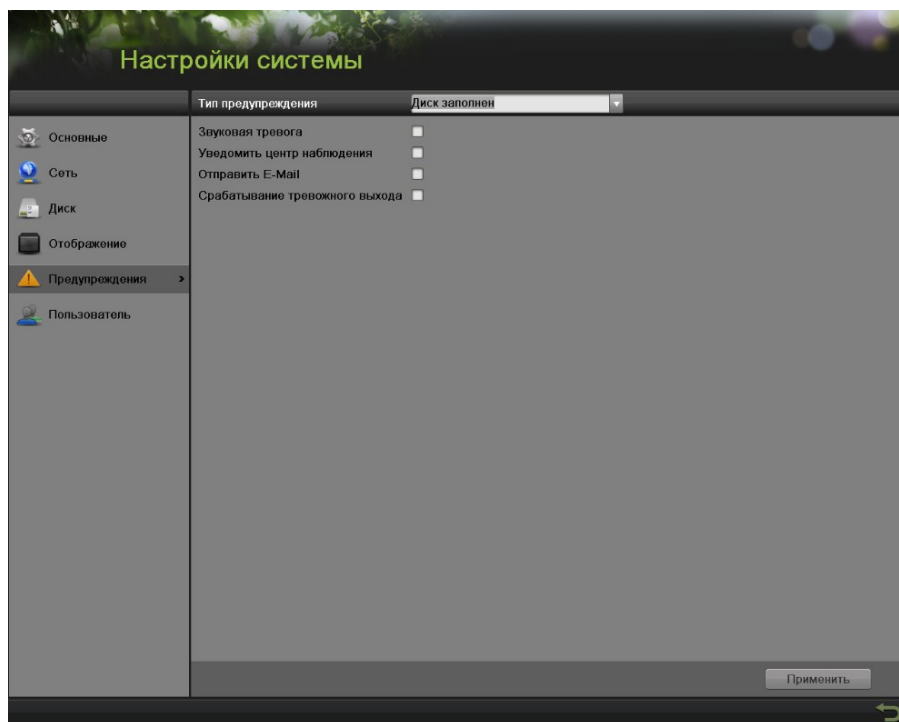 Настройки системы
Тип предупреждения Диск заполнен
Основные
Сеть
Диск
Отображение
Предупреждения
Пользователь
Звуковая тревога
Уведомить центр наблюдения
Отправить E-Mail
Срабатывание тревожного выхода
Применить